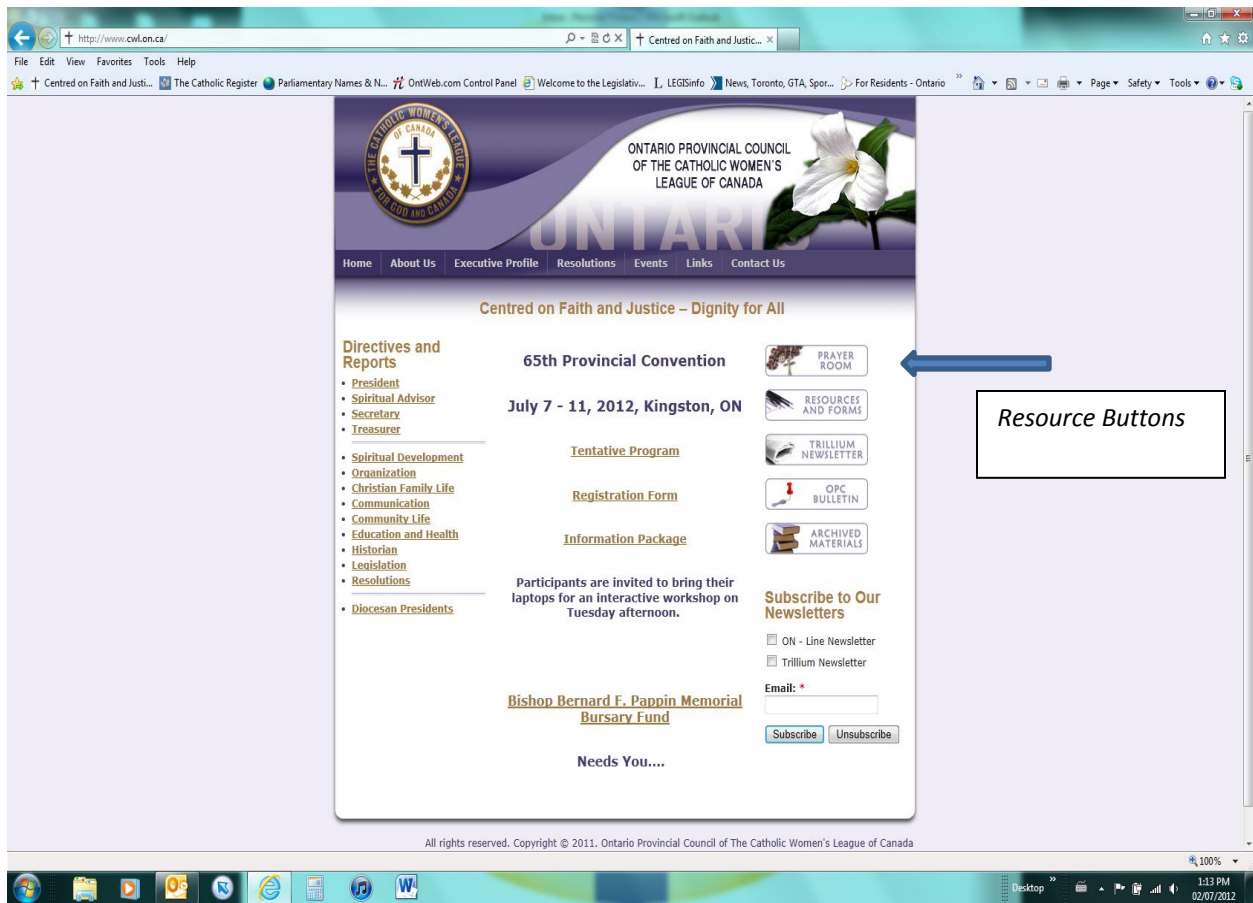 http://www.cwl.on.ca/
Centred on Faith and Justic...
File Edit View Favorites Tools Help
Centred on Faith and Justi... The Catholic Register Parliamentary Names & N... OntWeb.com Control Panel Welcome to the Legislativ... LEGISinfo News, Toronto, GTA, Spor... For Residents - Ontario
Page Safety Tools
THE CATHOLIC WOMEN'S LEAGUE
OF CANADA
FOR GOD AND CANADA
ONTARIO PROVINCIAL COUNCIL
OF THE CATHOLIC WOMEN'S
LEAGUE OF CANADA
ONTARIO
Home About Us Executive Profile Resolutions Events Links Contact Us
Centred on Faith and Justice – Dignity for All
Directives and
Reports
• President
• Spiritual Advisor
• Secretary
• Treasurer
• Spiritual Development
• Organization
• Christian Family Life
• Communication
• Community Life
• Education and Health
• Historian
• Legislation
• Resolutions
• Diocesan Presidents
65th Provincial Convention
July 7 - 11, 2012, Kingston, ON
Tentative Program
Registration Form
Information Package
Participants are invited to bring their
laptops for an interactive workshop on
Tuesday afternoon.
Bishop Bernard F. Pappin Memorial
Bursary Fund
Needs You....
PRAYER
ROOM
RESOURCES
AND FORMS
TRILLIUM
NEWSLETTER
OPC
BULLETIN
ARCHIVED
MATERIALS
Subscribe to Our
Newsletters
ON - Line Newsletter
Trillium Newsletter
Email: *
Subscribe Unsubscribe
Resource Buttons
All rights reserved. Copyright © 2011. Ontario Provincial Council of The Catholic Women's League of Canada
100%
Desktop
1:13 PM
02/07/2012